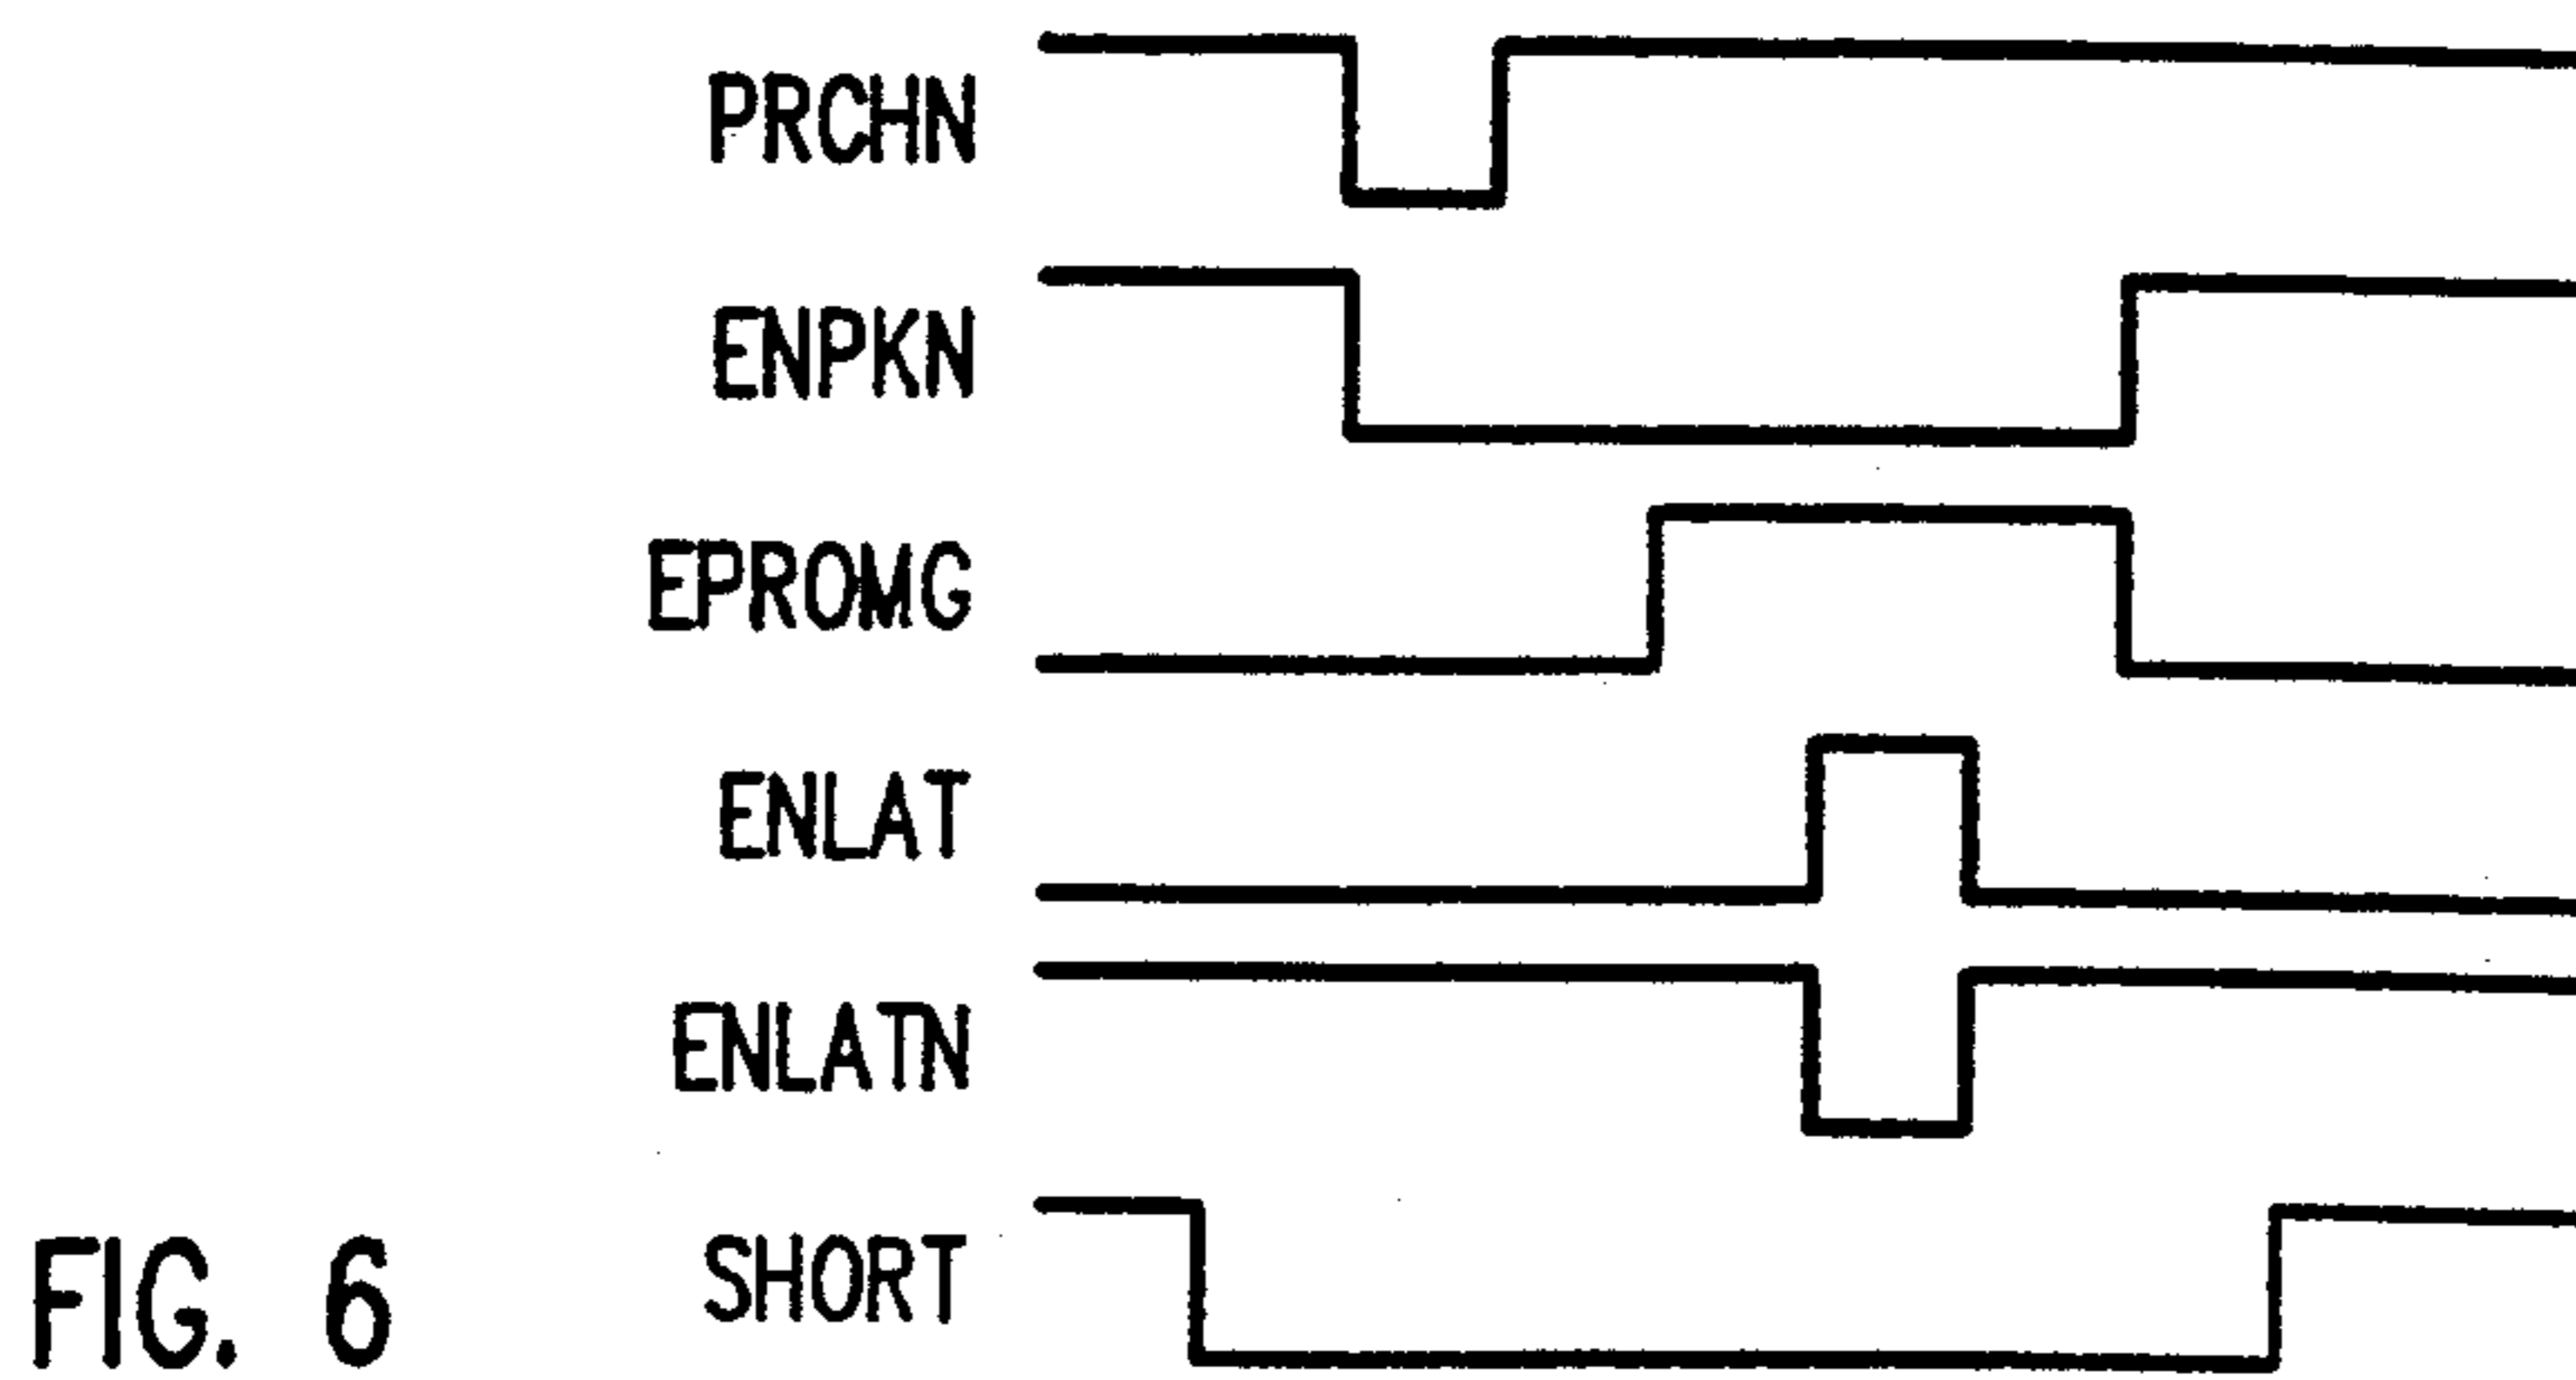 PRCHN
ENPKN
EPROMG
ENLAT
ENLATN
SHORT
FIG. 6